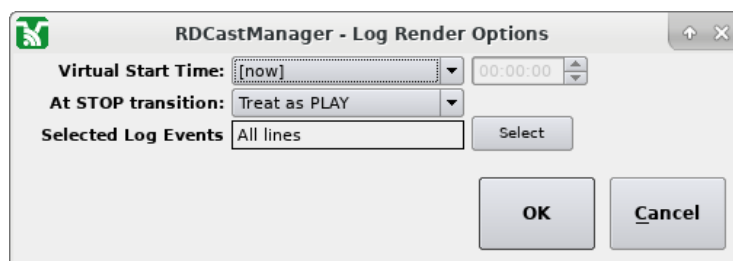 RDCastManager - Log Render Options
Virtual Start Time: [now] 00:00:00
At STOP transition: Treat as PLAY
Selected Log Events All lines Select
OK Cancel